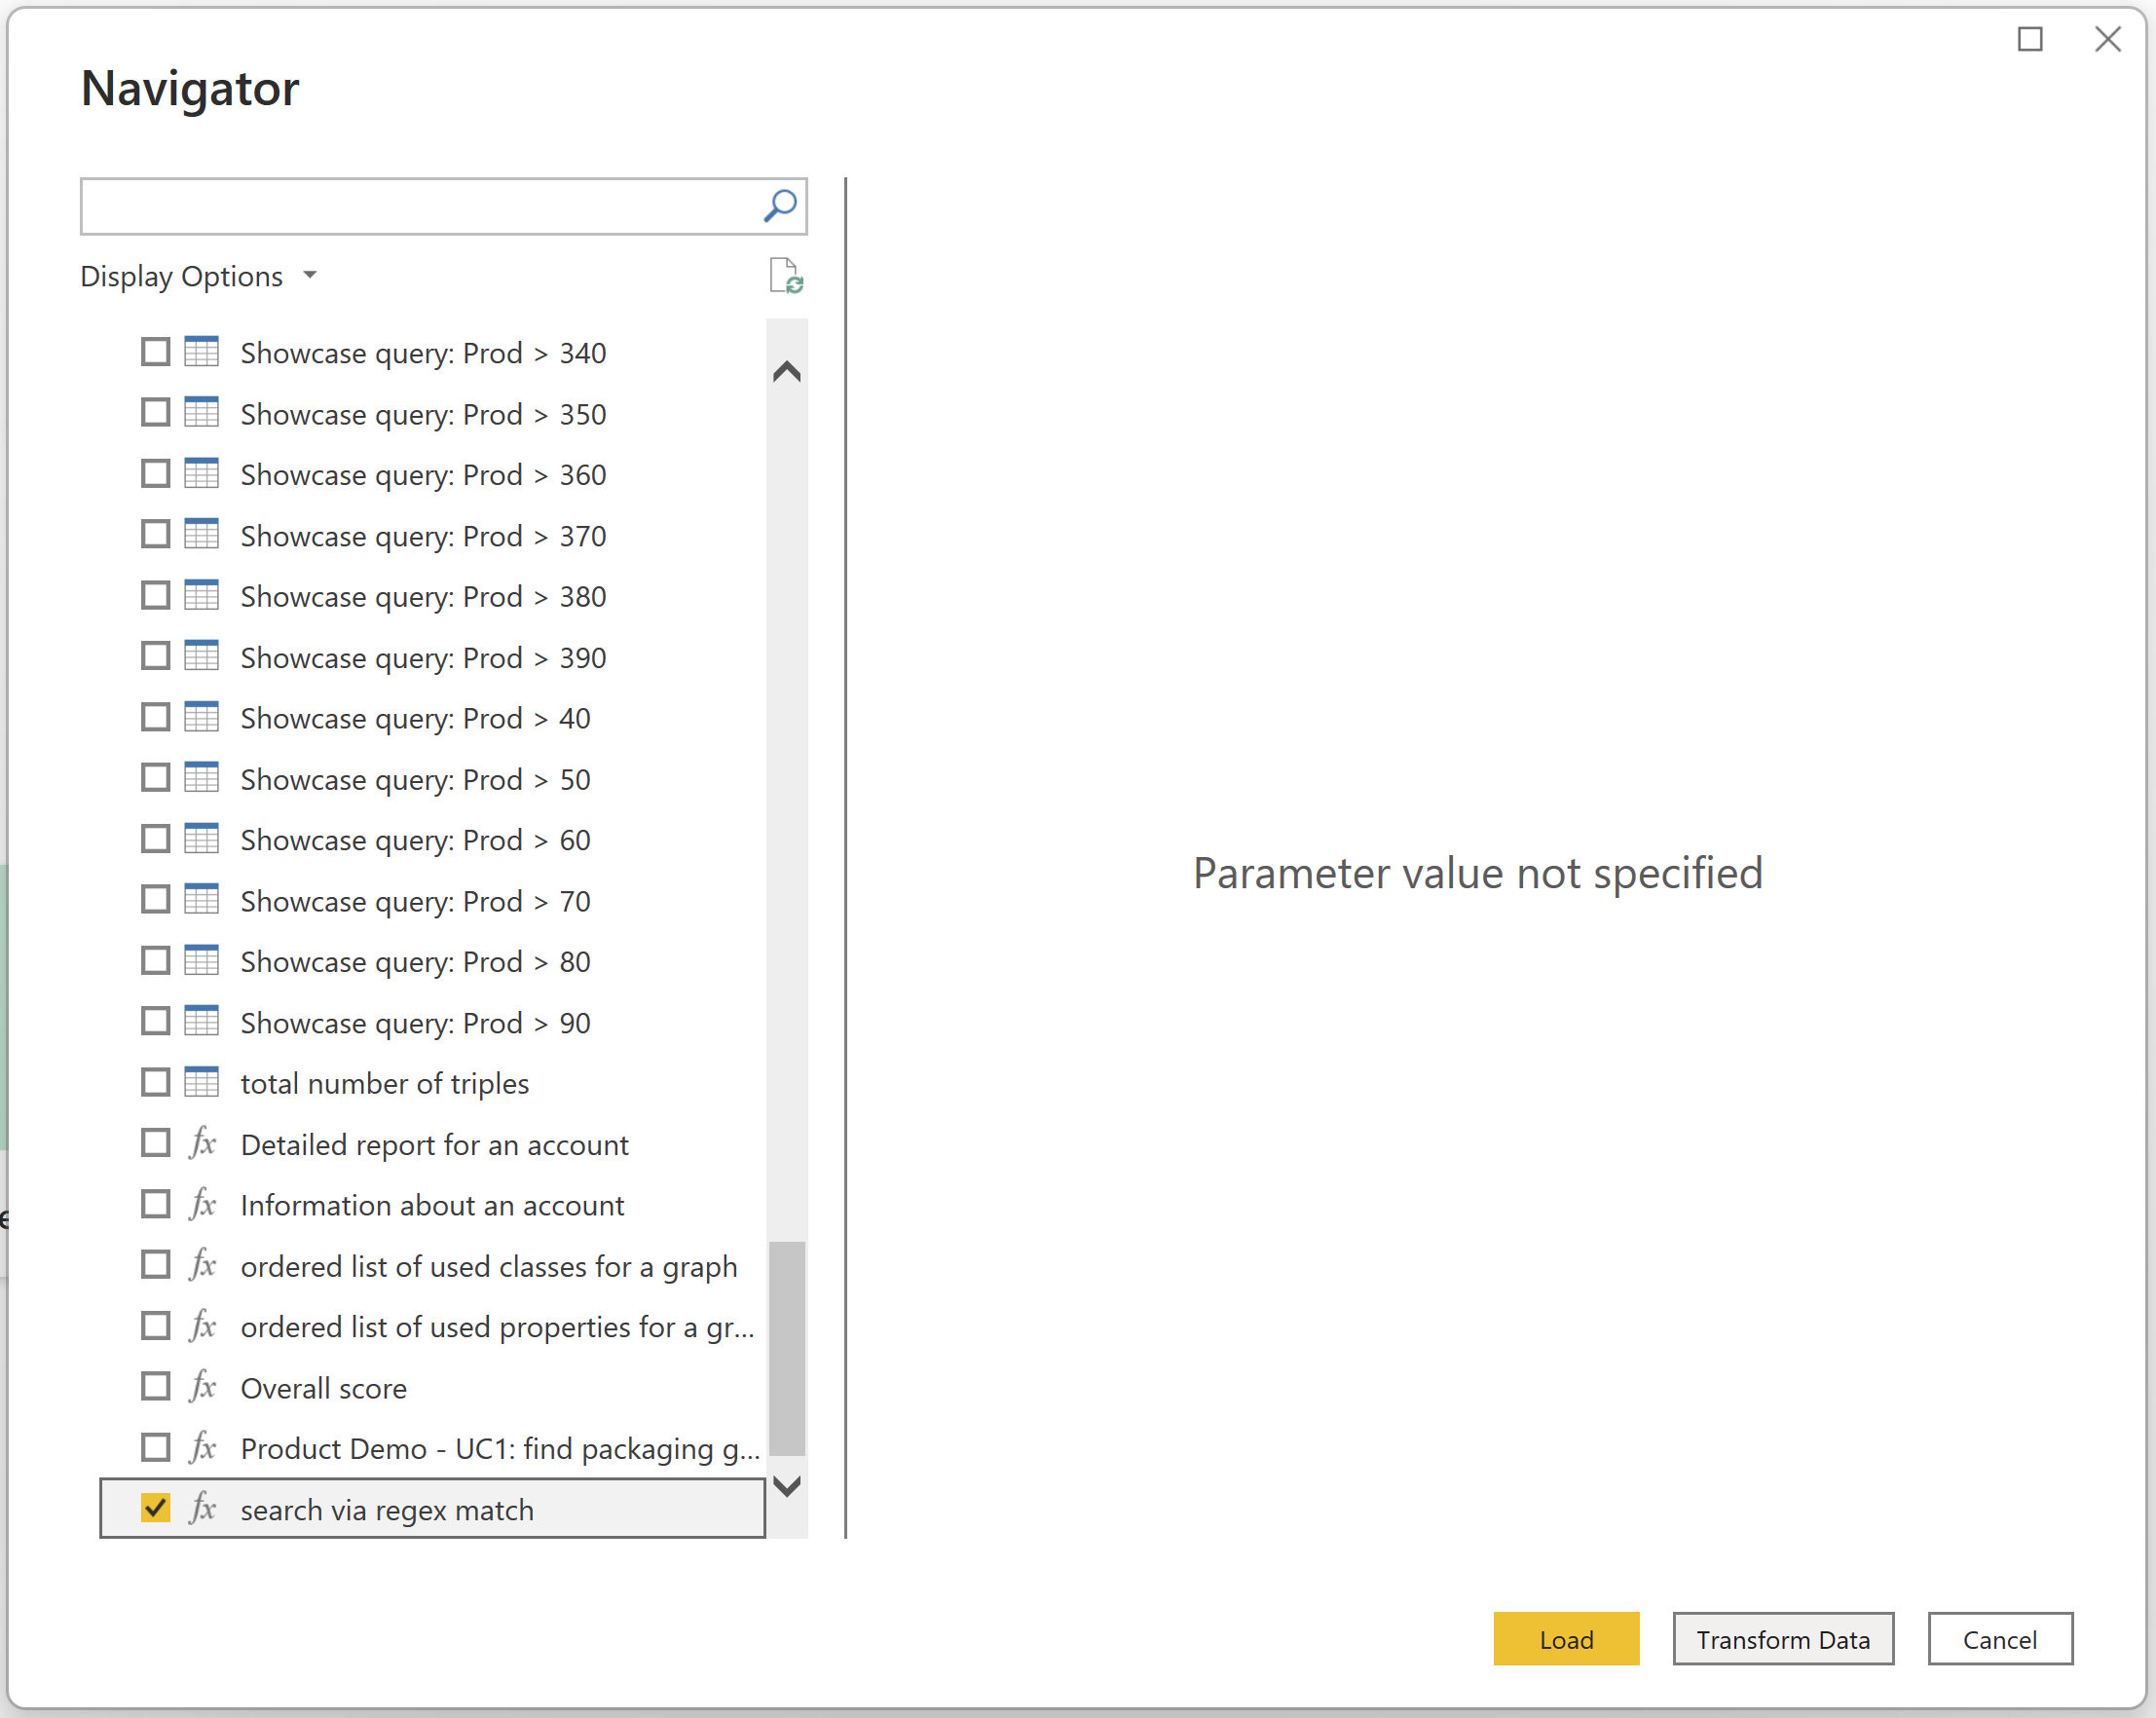 Navigator
Display Options
Showcase query: Prod > 340
Showcase query: Prod > 350
Showcase query: Prod > 360
Showcase query: Prod > 370
Showcase query: Prod > 380
Showcase query: Prod > 390
Showcase query: Prod > 40
Showcase query: Prod > 50
Showcase query: Prod > 60
Showcase query: Prod > 70
Showcase query: Prod > 80
Showcase query: Prod > 90
total number of triples
fx Detailed report for an account
fx Information about an account
fx ordered list of used classes for a graph
fx ordered list of used properties for a gr...
fx Overall score
fx Product Demo - UC1: find packaging g...
fx search via regex match
Parameter value not specified
Load
Transform Data
Cancel